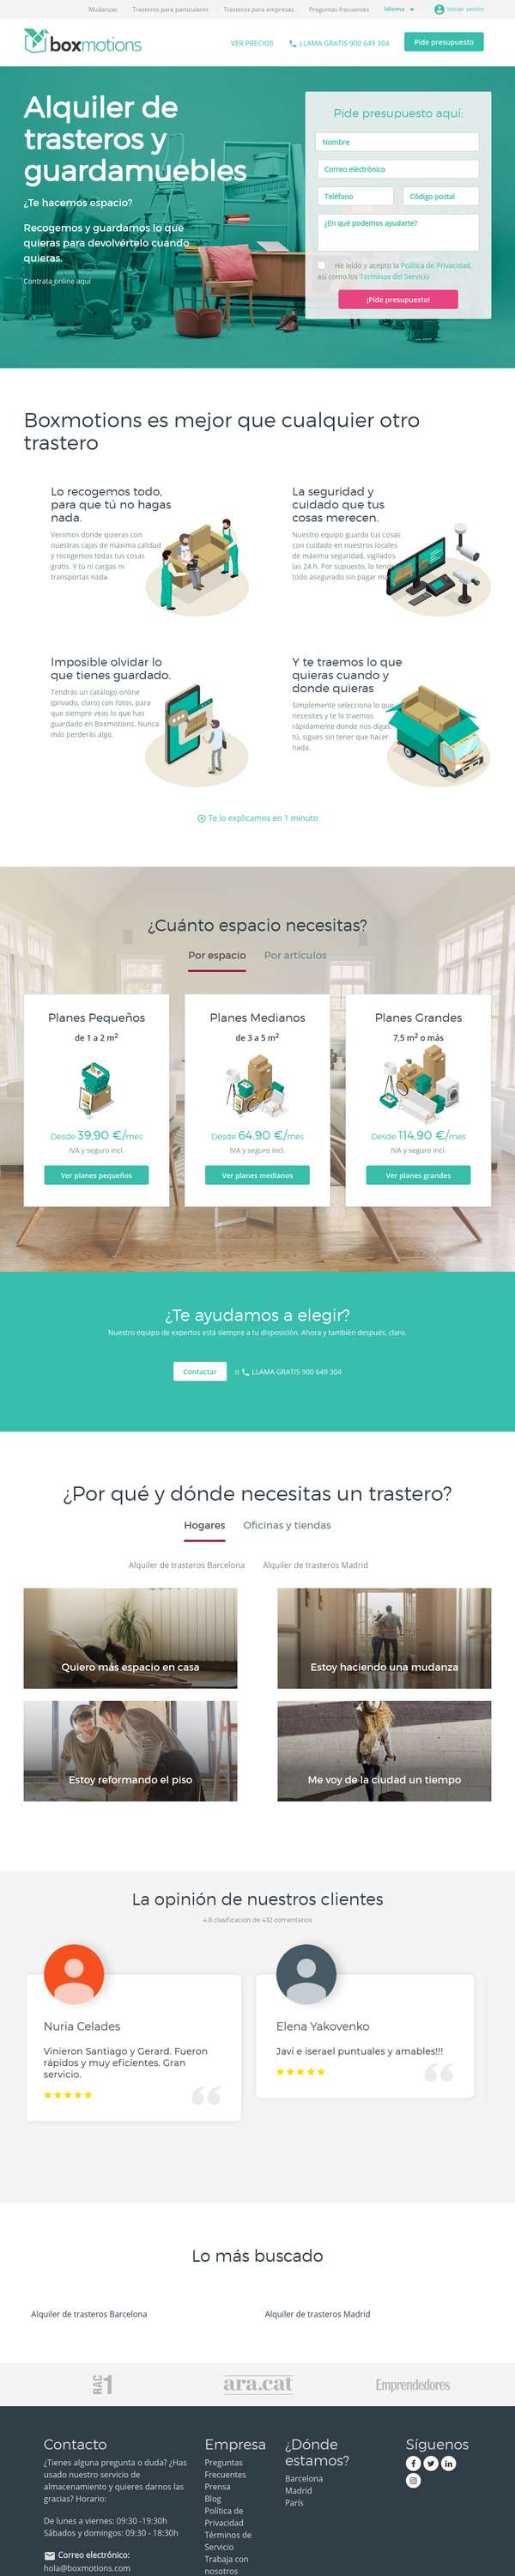 Mudanzas
Trasteros para particulares
Trasteros para empresas
Preguntas frecuentes
Idioma
Iniciar sesión
boxmotions
VER PRECIOS
LLAMA GRATIS 900 649 304
Pide presupuesto
Alquiler de
trasteros y
guardamuebles
¿Te hacemos espacio?
Recogemos y guardamos lo que
quieras para devolvértelo cuando
quieras.
Contrata online aquí
Pide presupuesto aquí:
Nombre
Correo electrónico
Teléfono
Código postal
¿En qué podemos ayudarte?
He leído y acepto la Política de Privacidad,
así como los Términos del Servicio
¡Pide presupuesto!
Boxmotions es mejor que cualquier otro
trastero
Lo recogemos todo,
para que tú no hagas
nada.
Venimos donde quieras con
nuestras cajas de máxima calidad
y recogemos todas tus cosas
gratis. Y tú ni cargas ni
transportas nada.
La seguridad y
cuidado que tus
cosas merecen.
Nuestro equipo guarda tus cosas
con cuidado en nuestros locales
de máxima seguridad, vigilados
las 24 h. Por supuesto, lo
todo asegurado sin pagar
Imposible olvidar lo
que tienes guardado.
Tendrás un catálogo online
(privado, claro) con fotos, para
que siempre veas lo que has
guardado en Boxmotions. Nunca
más perderás algo.
Y te traemos lo que
quieras cuando y
donde quieras
Simplemente selecciona lo que
necesites y te lo traemos
rápidamente donde nos digas.
tú, sigues sin tener que hacer
nada.
Te lo explicamos en 1 minuto
¿Cuánto espacio necesitas?
Por espacio
Por artículos
Planes Pequeños
de 1 a 2 m²
Desde 39,90 €/mes
IVA y seguro incl.
Ver planes pequeños
Planes Medianos
de 3 a 5 m²
Desde 64,90 €/mes
IVA y seguro incl.
Ver planes medianos
Planes Grandes
7,5 m² o más
Desde 114,90 €/mes
IVA y seguro incl.
Ver planes grandes
¿Te ayudamos a elegir?
Nuestro equipo de expertos está siempre a tu disposición. Ahora y también después, claro.
Contactar
o LLAMA GRATIS 900 649 304
¿Por qué y dónde necesitas un trastero?
Hogares
Oficinas y tiendas
Alquiler de trasteros Barcelona
Alquiler de trasteros Madrid
Quiero más espacio en casa
Estoy haciendo una mudanza
Estoy reformando el piso
Me voy de la ciudad un tiempo
La opinión de nuestros clientes
4.8 clasificación de 432 comentarios
Nuria Celades
Vinieron Santiago y Gerard. Fueron
rápidos y muy eficientes. Gran
servicio.
Elena Yakovenko
Javi e iserael puntuales y amables!!!
Lo más buscado
Alquiler de trasteros Barcelona
Alquiler de trasteros Madrid
RAC1
ara.cat
Emprendedores
Contacto
¿Tienes alguna pregunta o duda? ¿Has
usado nuestro servicio de
almacenamiento y quieres darnos las
gracias? Horario:
De lunes a viernes: 09:30 -19:30h
Sábados y domingos: 09:30 - 18:30h
Correo electrónico:
hola@boxmotions.com
Empresa
Preguntas
Frecuentes
Prensa
Blog
Política de
Privacidad
Términos de
Servicio
Trabaja con
nosotros
¿Dónde
estamos?
Barcelona
Madrid
París
Síguenos